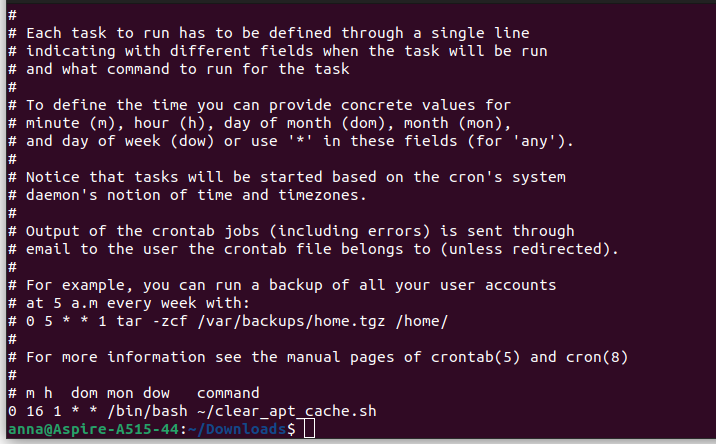 #
# Each task to run has to be defined through a single line
# indicating with different fields when the task will be run
# and what command to run for the task
#
# To define the time you can provide concrete values for
# minute (m), hour (h), day of month (dom), month (mon),
# and day of week (dow) or use '*' in these fields (for 'any').
#
# Notice that tasks will be started based on the cron's system
# daemon's notion of time and timezones.
#
# Output of the crontab jobs (including errors) is sent through
# email to the user the crontab file belongs to (unless redirected).
#
# For example, you can run a backup of all your user accounts
# at 5 a.m every week with:
# 0 5 * * 1 tar -zcf /var/backups/home.tgz /home/
#
# For more information see the manual pages of crontab(5) and cron(8)
#
# m h  dom mon dow   command
0 16 1 * * /bin/bash ~/clear_apt_cache.sh
anna@Aspire-A515-44:~/Downloads$